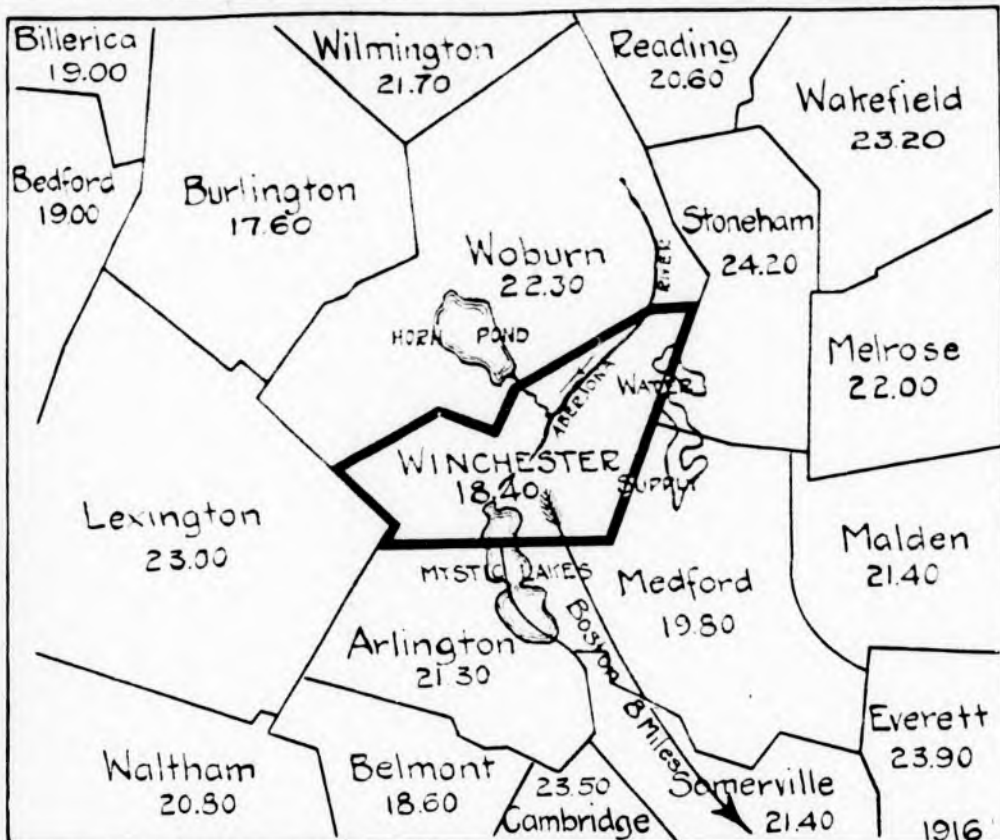 Billerica
19.00
Wilmington
21.70
Reading
20.60
Wakefield
23.20
Bedford
19.00
Burlington
17.60
Woburn
22.30
RIVER
Stoneham
24.20
HORN POND
ABERJONA
WATER
SUPPLY
Melrose
22.00
WINCHESTER
18.40
Lexington
23.00
MYSTIC LAKES
Medford
19.80
Malden
21.40
Arlington
21.30
BOSTON 8 Miles
Everett
23.90
Waltham
20.80
Belmont
18.60
23.50
Cambridge
Somerville
21.40
1916